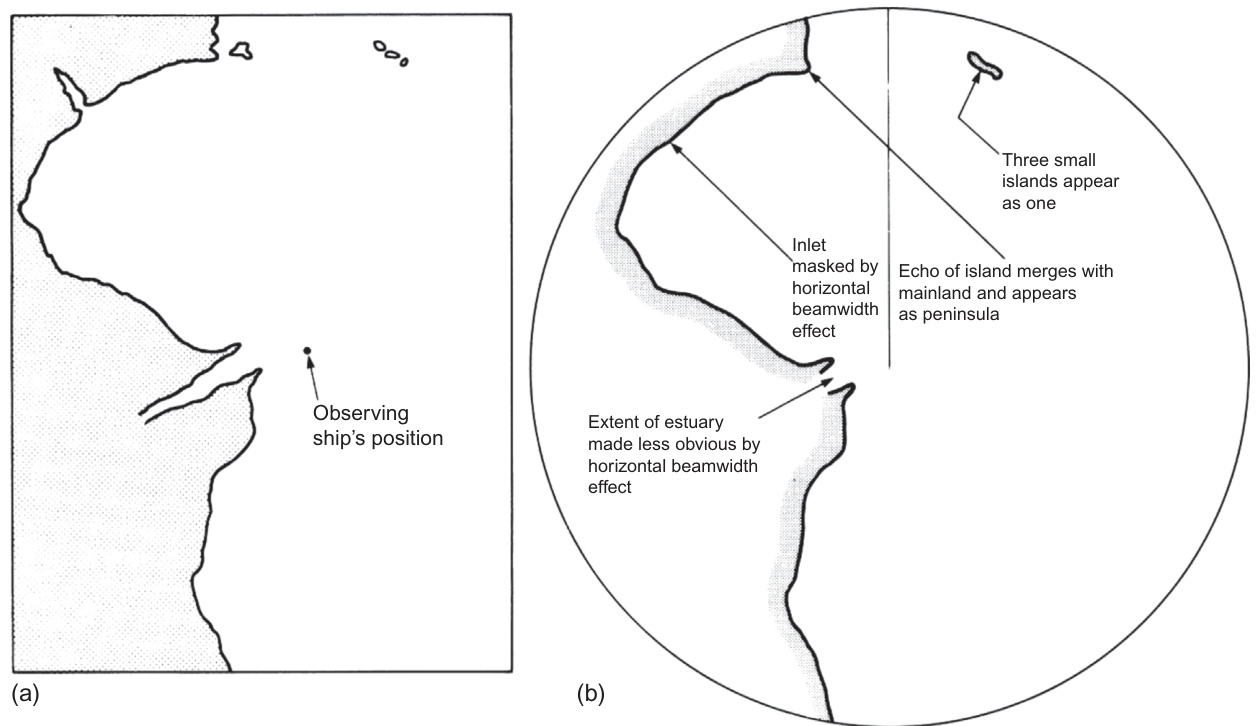 Observing
ship's position
(a)
Three small
islands appear
as one
Inlet
masked by
horizontal
beamwidth
effect
Echo of island merges with
mainland and appears
as peninsula
Extent of estuary
made less obvious by
horizontal beamwidth
effect
(b)